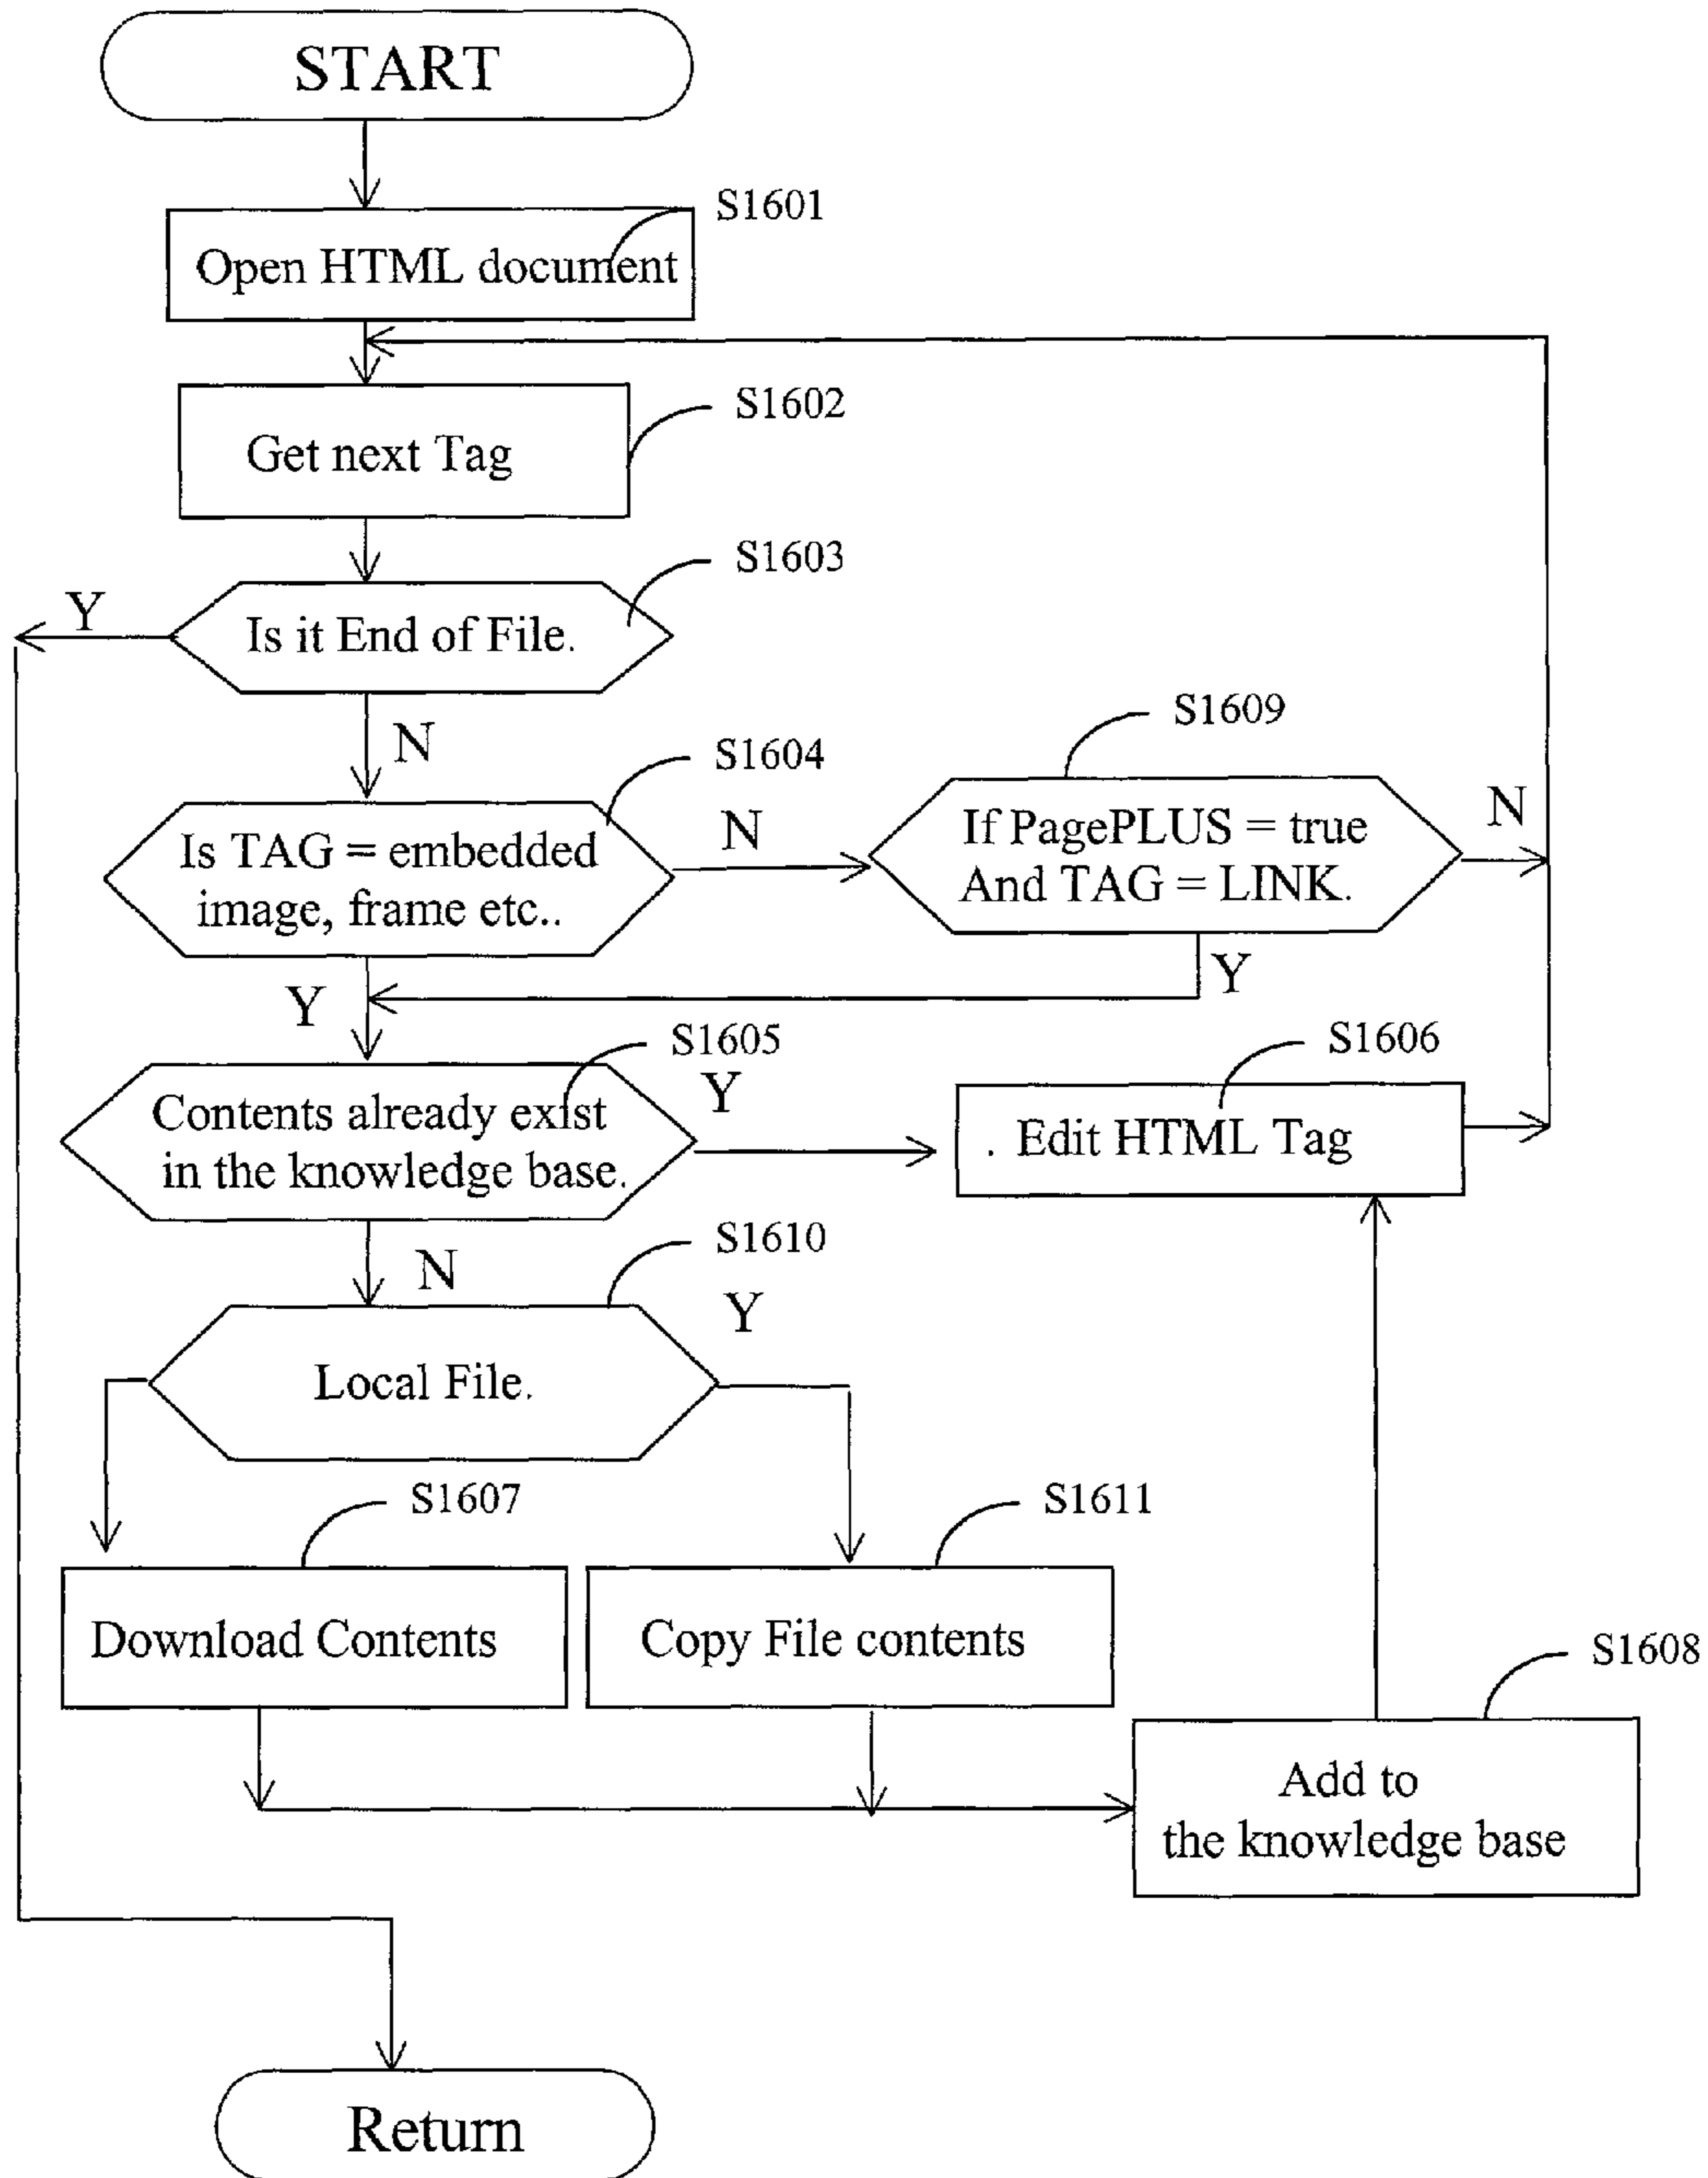 START
S1601
Open HTML document
S1602
Get next Tag
S1603
Y
Is it End of File.
N
S1609
S1604
If PagePLUS = true
And TAG = LINK.
N
N
Is TAG = embedded
image, frame etc..
Y
Y
S1605
S1606
Contents already exist
in the knowledge base.
Y
. Edit HTML Tag
N
S1610
Y
Local File.
S1607
S1611
Download Contents
Copy File contents
S1608
Add to
the knowledge base
Return